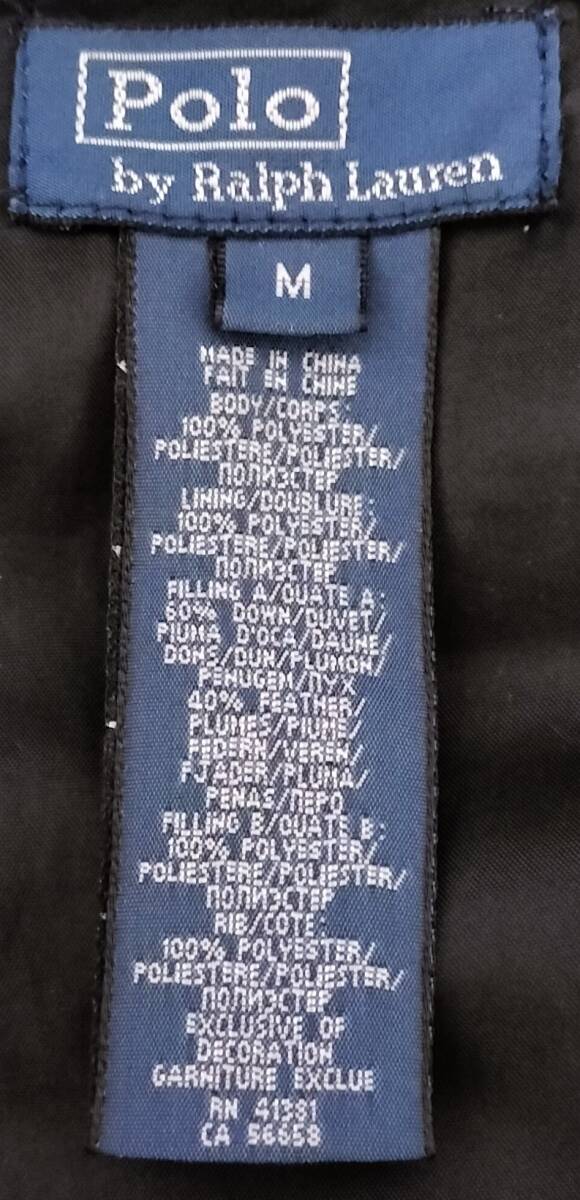 Polo
by Ralph Lauren
M
MADE IN CHINA
FAIT EN CHINE
BODY/CORPS:
100% POLYESTER/
POLIESTERE/POLIESTER/
ПОЛИЭСТЕР
LINING/DOUBLURE:
100% POLYESTER/
POLIESTERE/POLIESTER/
ПОЛИЭСТЕР
FILLING A/OUATE A:
60% DOWN/DUVET/
PIUMA D'OCA/DAUNE/
DONS/DUN/PLUMON/
PENUGEM/ПУХ
40% FEATHER/
PLUMES/PIUME/
FEDERN/VEREN/
FJADER/PLUMA/
PENAS/ПЕРО
FILLING B/OUATE B:
100% POLYESTER/
POLIESTERE/POLIESTER/
ПОЛИЭСТЕР
RIB/COTE:
100% POLYESTER/
POLIESTERE/POLIESTER/
ПОЛИЭСТЕР
EXCLUSIVE OF
DECORATION
GARNITURE EXCLUE
RN 41381
CA 56658